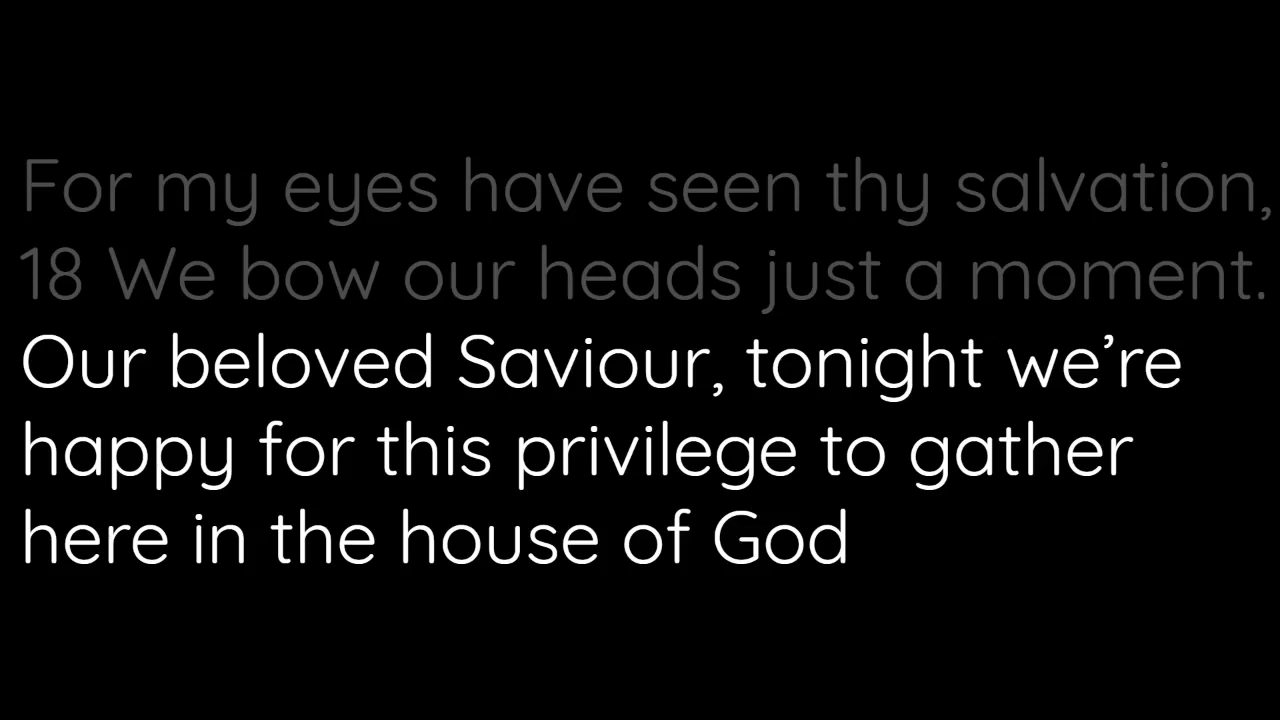 For my eyes have seen thy salvation,
18 We bow our heads just a moment.
Our beloved Saviour, tonight we’re
happy for this privilege to gather
here in the house of God